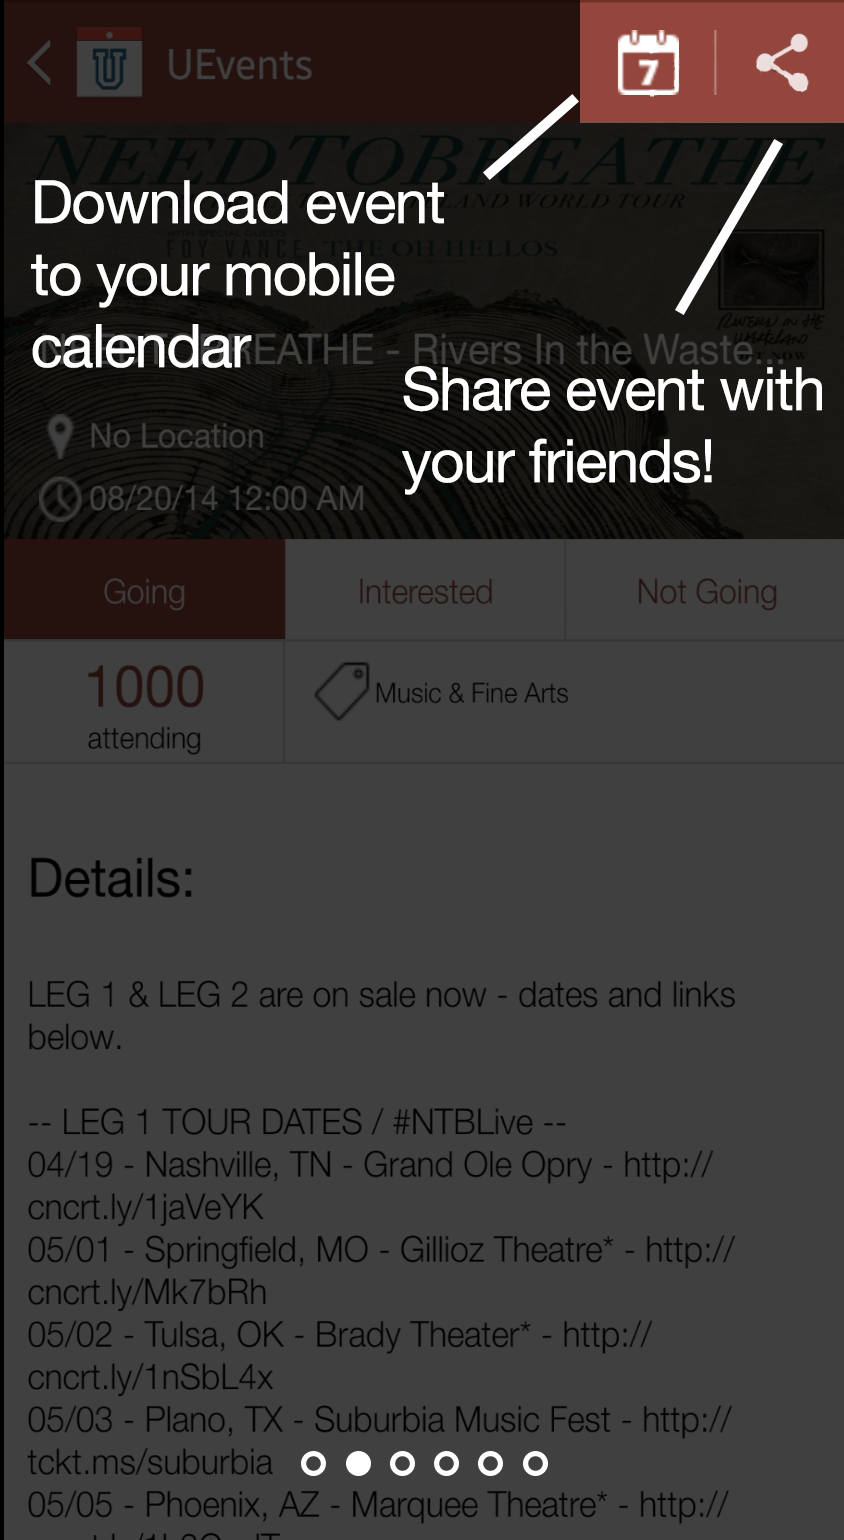 UEvents
7
NEEDTOBREATHE
AND WORLD TOUR
WITH SPECIAL GUESTS
FOY VANCE THE OH HELLOS
Download event
to your mobile
calendar
EATHE - Rivers In the Waste...
RIVERS IN THE
Wasteland
NOW
Share event with
your friends!
No Location
08/20/14 12:00 AM
Going
Interested
Not Going
1000
attending
Music & Fine Arts
Details:
LEG 1 & LEG 2 are on sale now - dates and links
below.
-- LEG 1 TOUR DATES / #NTBLive --
04/19 - Nashville, TN - Grand Ole Opry - http://
cncrt.ly/1jaVeYK
05/01 - Springfield, MO - Gillioz Theatre* - http://
cncrt.ly/Mk7bRh
05/02 - Tulsa, OK - Brady Theater* - http://
cncrt.ly/1nSbL4x
05/03 - Plano, TX - Suburbia Music Fest - http://
tckt.ms/suburbia
05/05 - Phoenix, AZ - Marquee Theatre* - http://